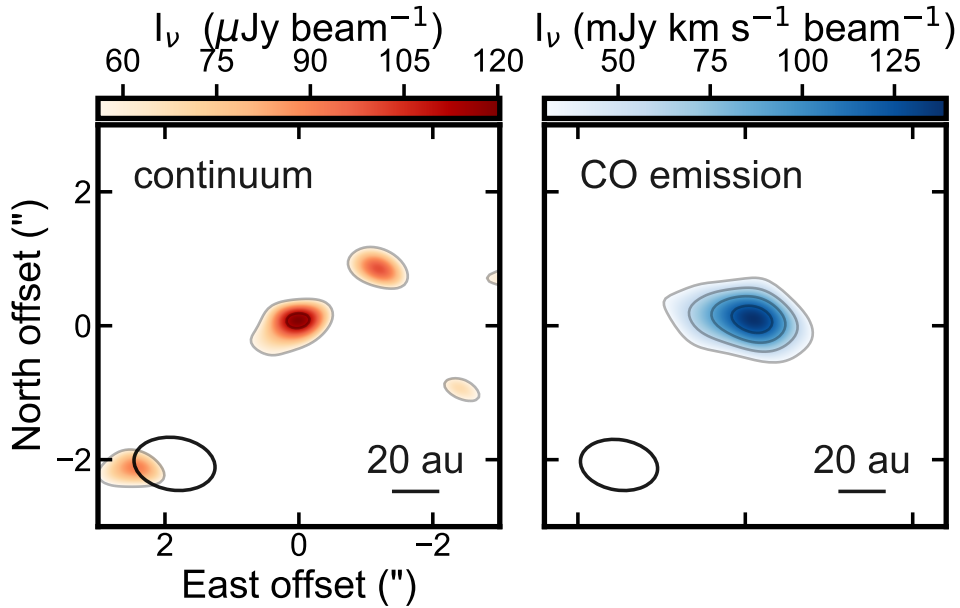 I_ν (μJy beam⁻¹)
60 75 90 105 120
continuum
2
0
−2
North offset (")
20 au
2 0 −2
East offset (")
I_ν (mJy km s⁻¹ beam⁻¹)
50 75 100 125
CO emission
20 au